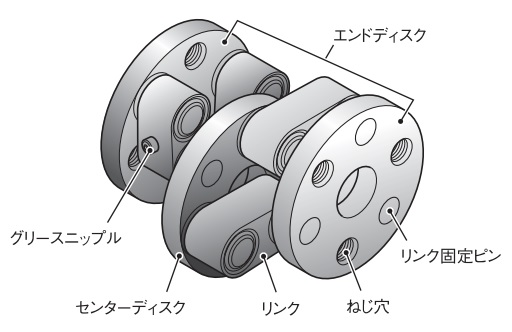 エンドディスク
グリースニップル
リンク固定ピン
センターディスク
リンク
ねじ穴